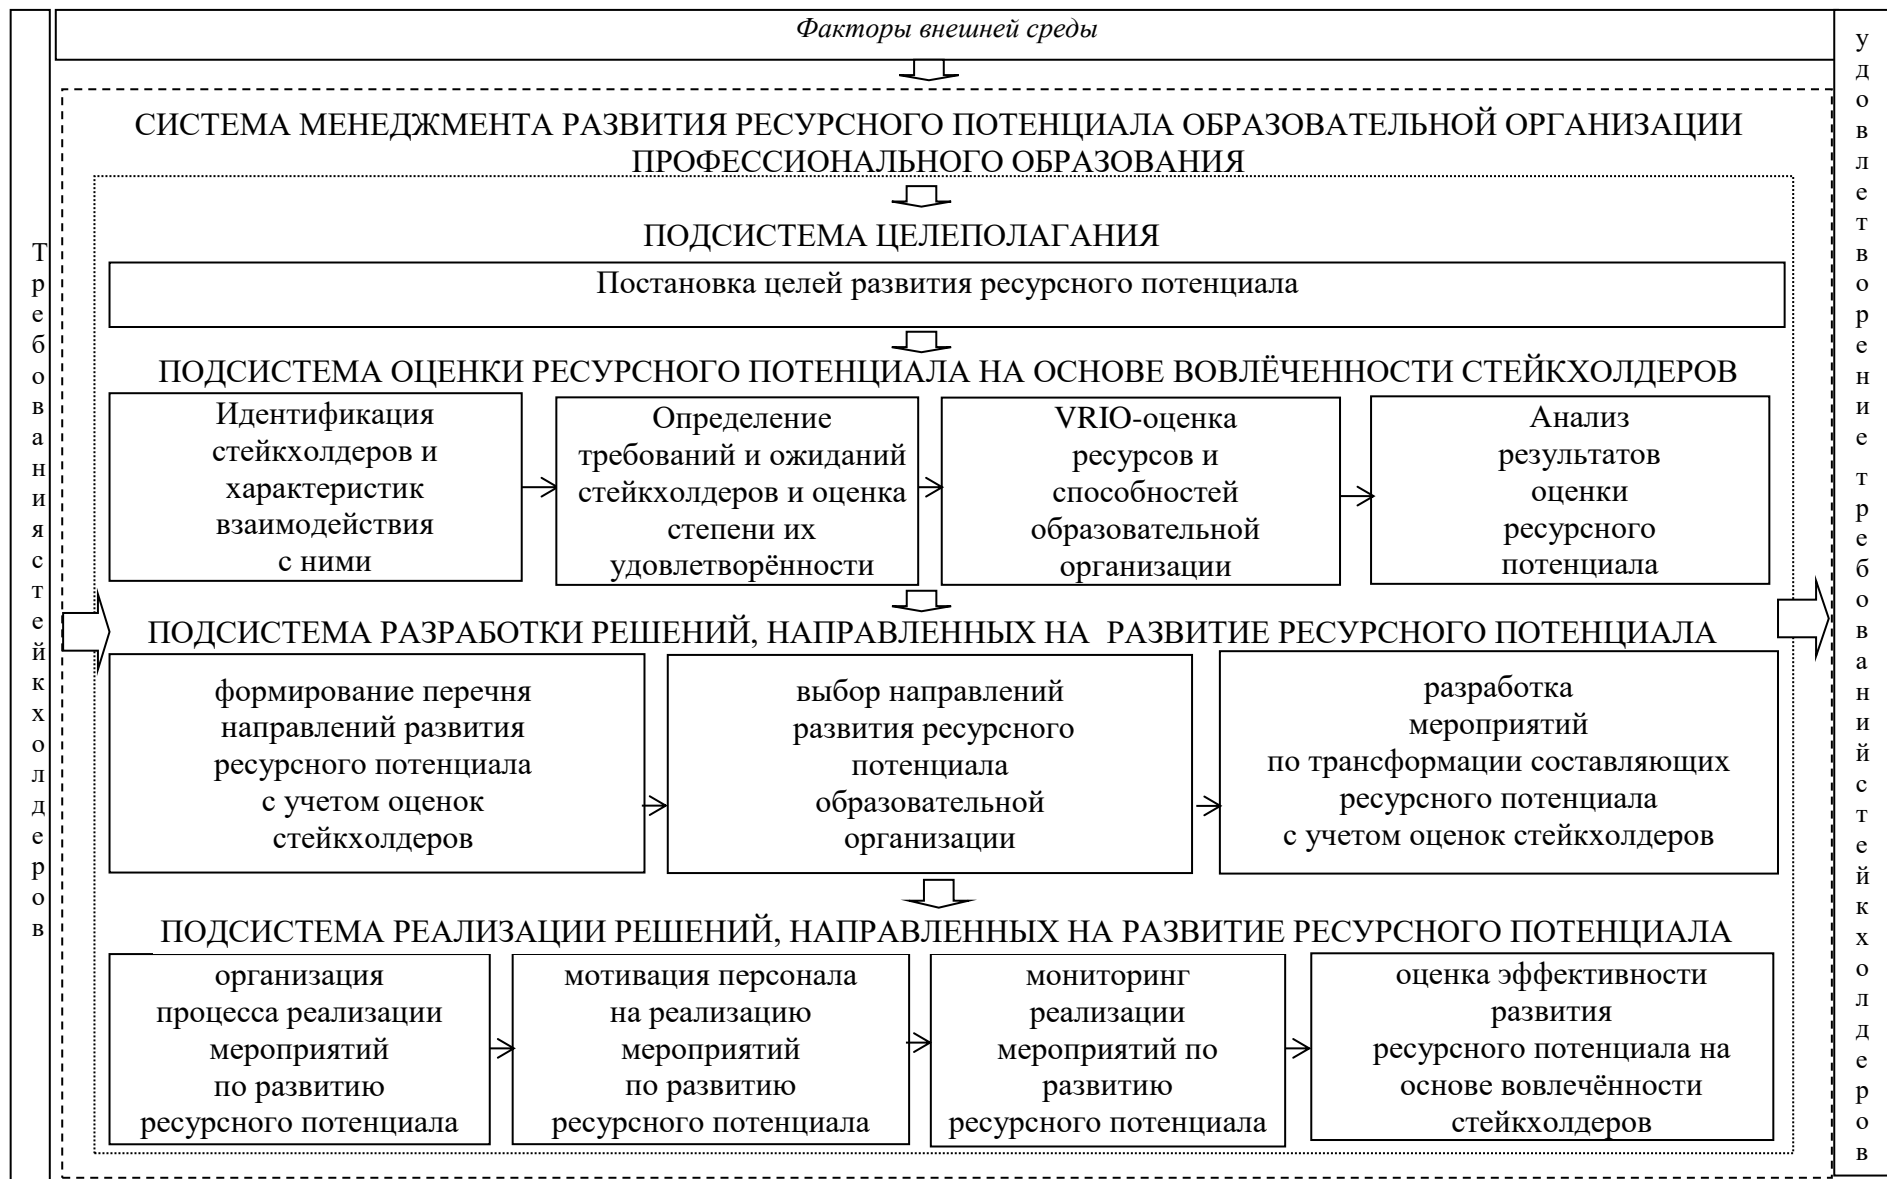 Факторы внешней среды
Требования стейкхолдеров
СИСТЕМА МЕНЕДЖМЕНТА РАЗВИТИЯ РЕСУРСНОГО ПОТЕНЦИАЛА ОБРАЗОВАТЕЛЬНОЙ ОРГАНИЗАЦИИ
ПРОФЕССИОНАЛЬНОГО ОБРАЗОВАНИЯ
ПОДСИСТЕМА ЦЕЛЕПОЛАГАНИЯ
Постановка целей развития ресурсного потенциала
ПОДСИСТЕМА ОЦЕНКИ РЕСУРСНОГО ПОТЕНЦИАЛА НА ОСНОВЕ ВОВЛЁЧЕННОСТИ СТЕЙКХОЛДЕРОВ
Идентификация
стейкхолдеров и
характеристик
взаимодействия
с ними
Определение
требований и ожиданий
стейкхолдеров и оценка
степени их
удовлетворённости
VRIO-оценка
ресурсов и
способностей
образовательной
организации
Анализ
результатов
оценки
ресурсного
потенциала
ПОДСИСТЕМА РАЗРАБОТКИ РЕШЕНИЙ, НАПРАВЛЕННЫХ НА РАЗВИТИЕ РЕСУРСНОГО ПОТЕНЦИАЛА
формирование перечня
направлений развития
ресурсного потенциала
с учетом оценок
стейкхолдеров
выбор направлений
развития ресурсного
потенциала
образовательной
организации
разработка
мероприятий
по трансформации составляющих
ресурсного потенциала
с учетом оценок стейкхолдеров
ПОДСИСТЕМА РЕАЛИЗАЦИИ РЕШЕНИЙ, НАПРАВЛЕННЫХ НА РАЗВИТИЕ РЕСУРСНОГО ПОТЕНЦИАЛА
организация
процесса реализации
мероприятий
по развитию
ресурсного потенциала
мотивация персонала
на реализацию
мероприятий
по развитию
ресурсного потенциала
мониторинг
реализации
мероприятий по
развитию
ресурсного потенциала
оценка эффективности
развития
ресурсного потенциала на
основе вовлечённости
стейкхолдеров
удовлетворение требований стейкхолдеров